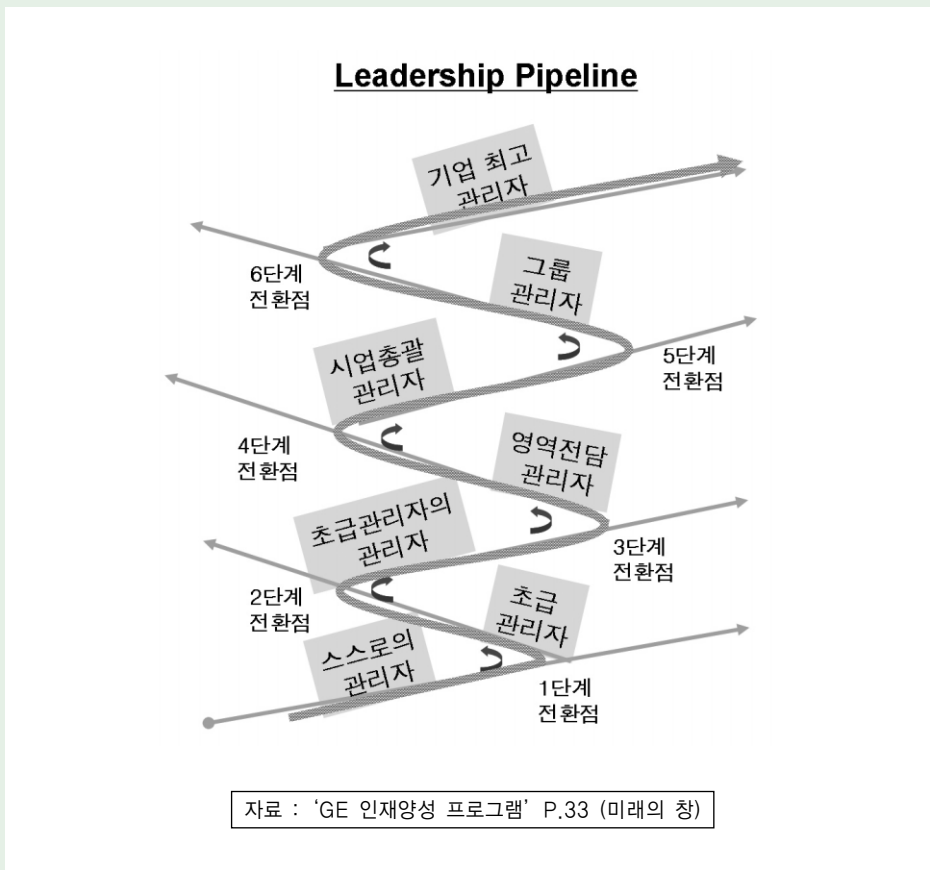 Leadership Pipeline
기업 최고
관리자
6단계
전환점
그룹
관리자
시업총괄
관리자
5단계
전환점
4단계
전환점
영역전담
관리자
초급관리자의
관리자
3단계
전환점
2단계
전환점
초급
관리자
스스로의
관리자
1단계
전환점
자료 : ‘GE 인재양성 프로그램’ P.33 (미래의 창)